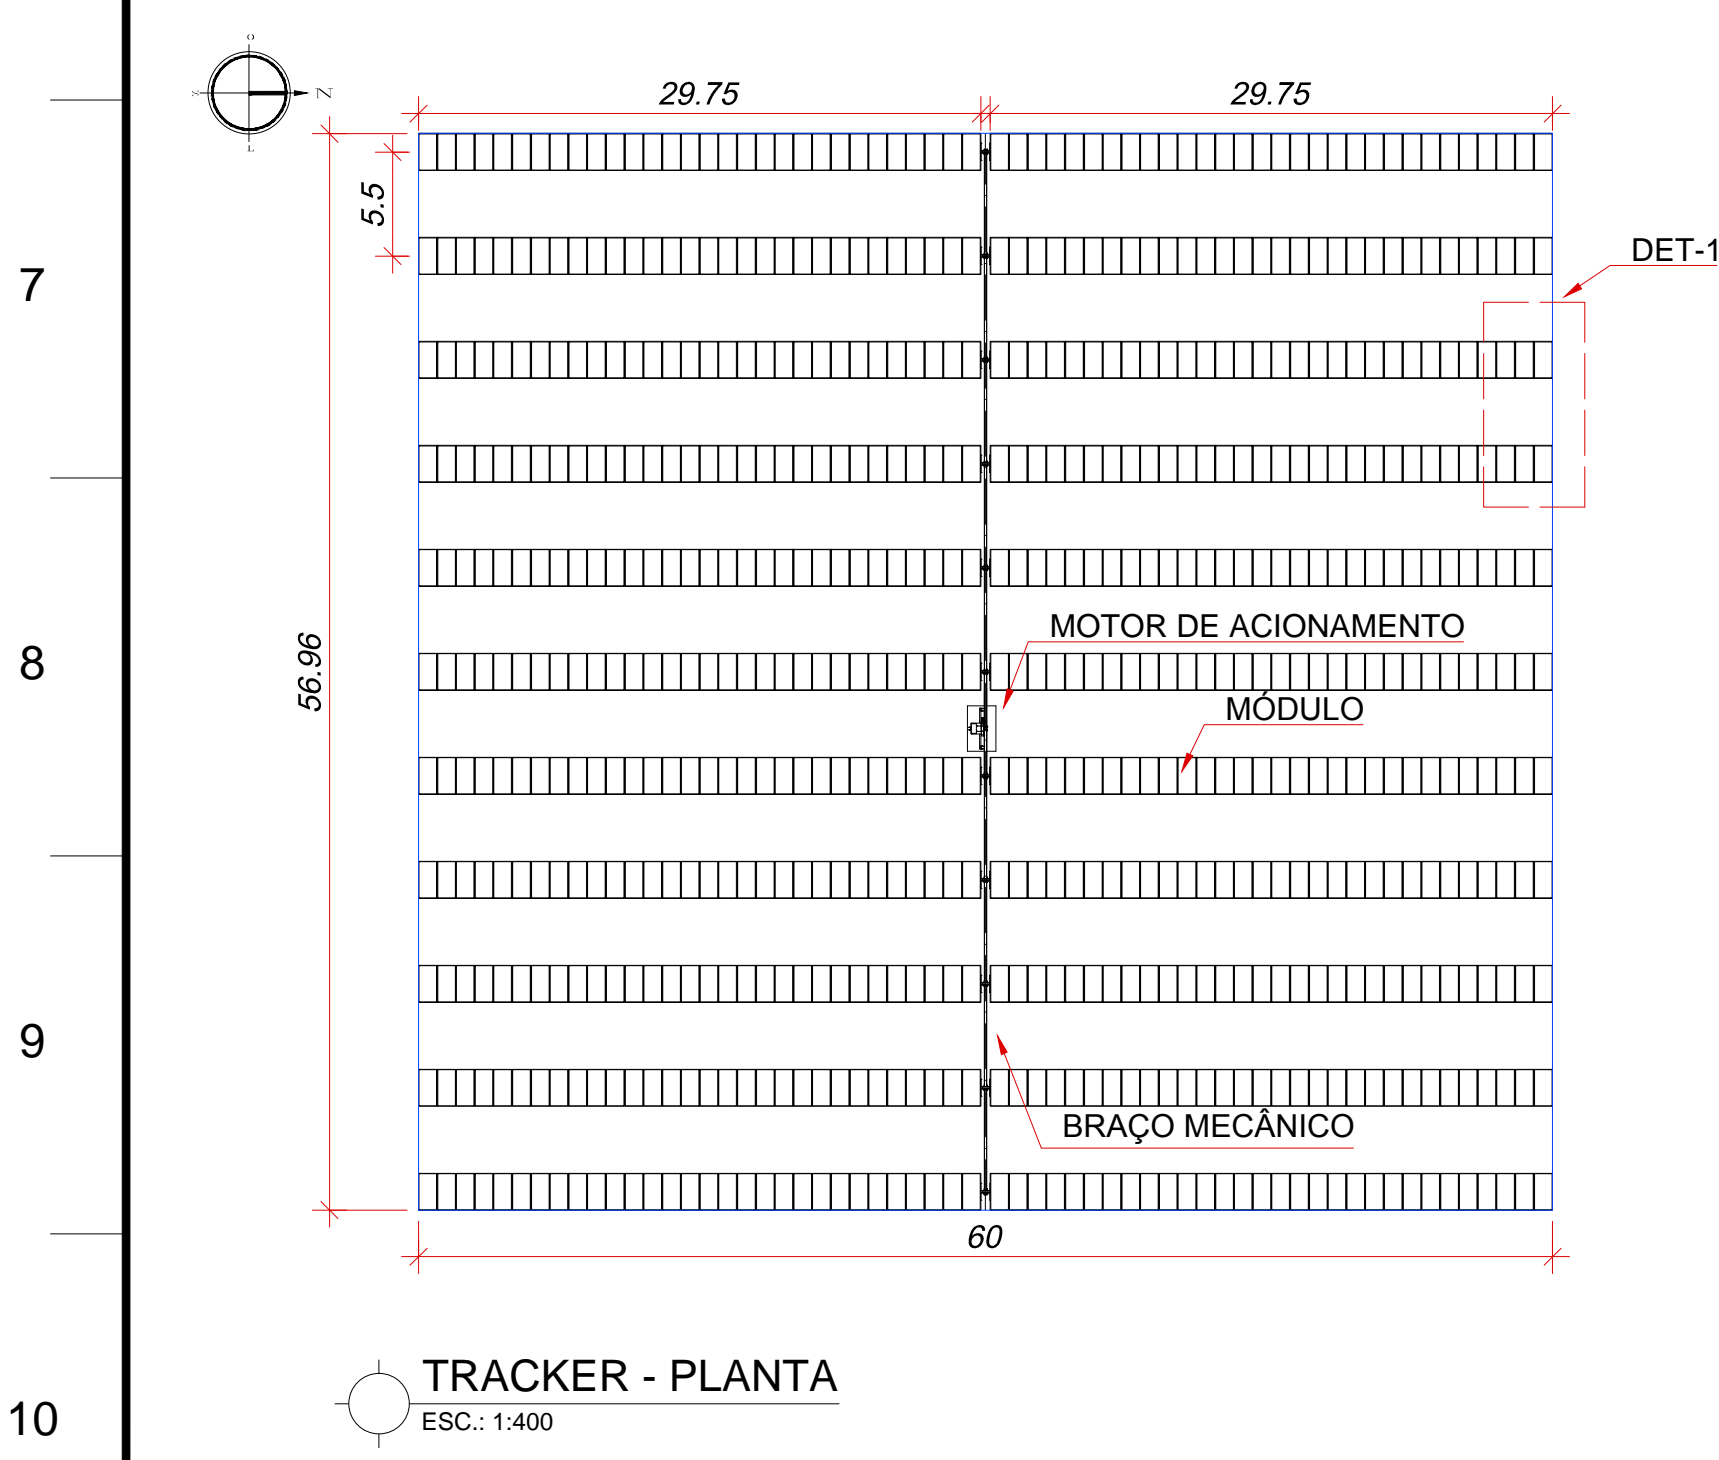 O
N
L
29.75
29.75
5.5
DET-1
7
MOTOR DE ACIONAMENTO
8
56.96
MÓDULO
9
BRAÇO MECÂNICO
60
TRACKER - PLANTA
ESC.: 1:400
10